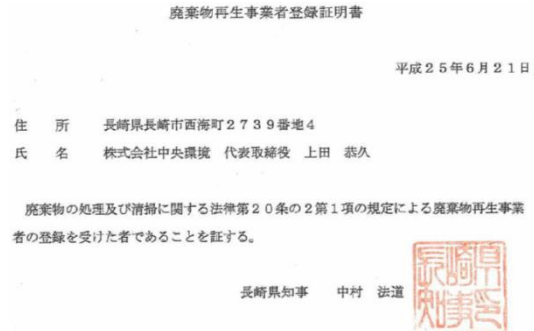 廃棄物再生事業者登録証明書
平成25年6月21日
住　所　長崎県長崎市西海町2739番地4
氏　名　株式会社中央環境　代表取締役　上田　恭久
廃棄物の処理及び清掃に関する法律第20条の2第1項の規定による廃棄物再生事業
者の登録を受けた者であることを証する。
長崎県知事　中村　法道